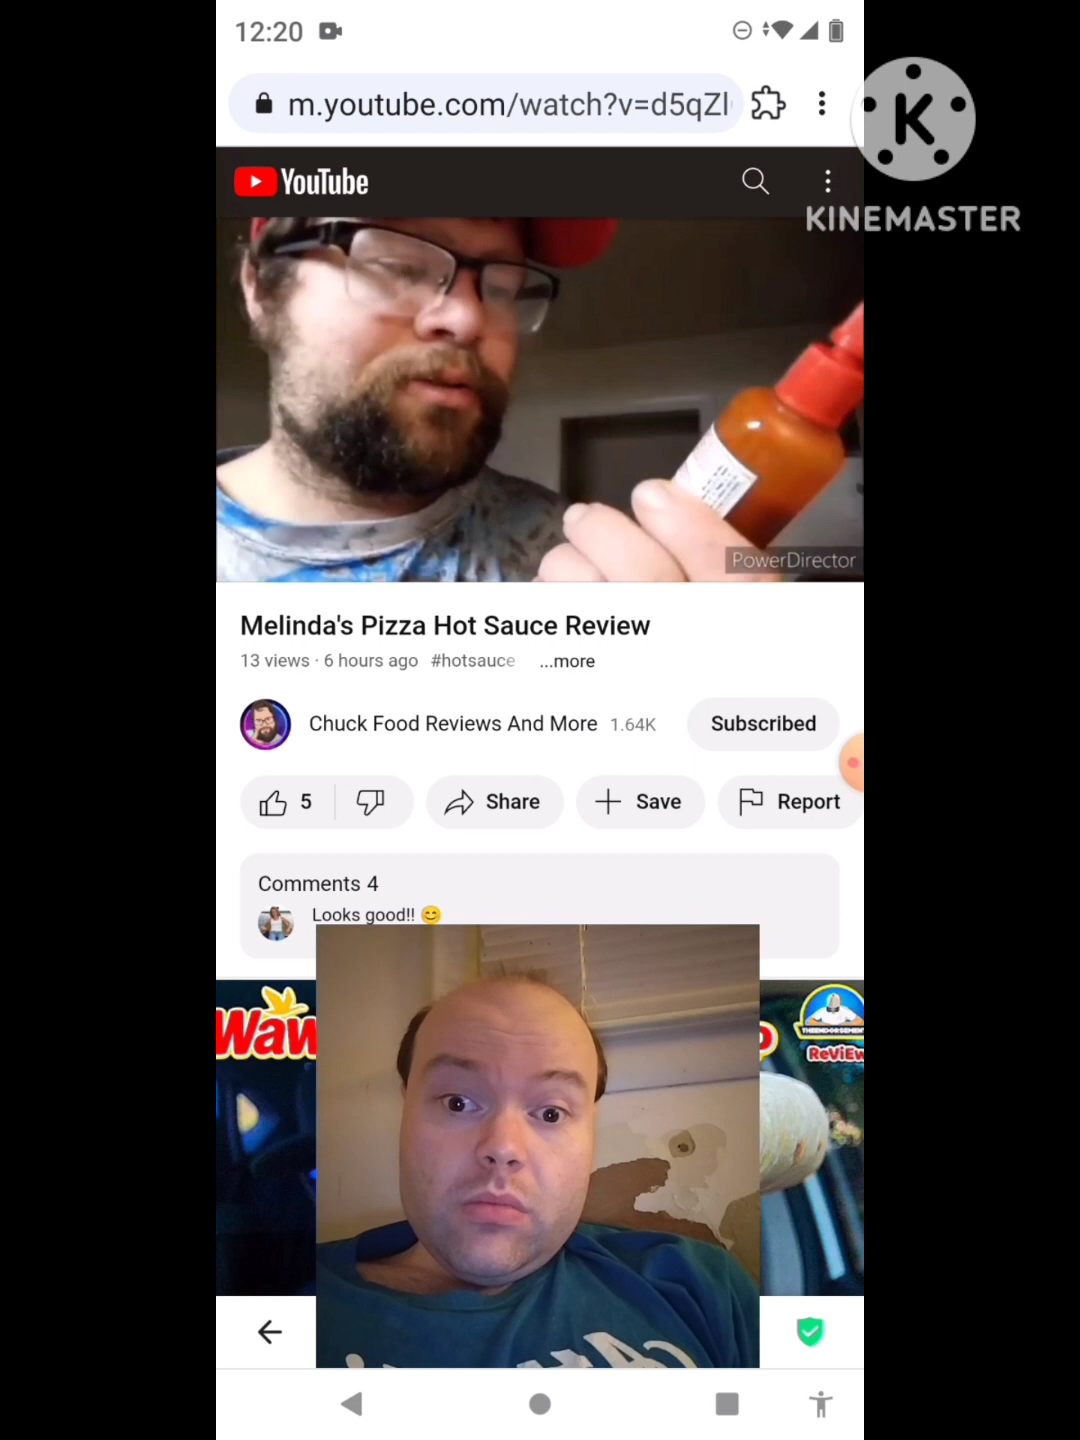 12:20
m.youtube.com/watch?v=d5qZl
K
KINEMASTER
YouTube
PowerDirector
Melinda's Pizza Hot Sauce Review
13 views · 6 hours ago #hotsauce ...more
Chuck Food Reviews And More 1.64K Subscribed
5 Share Save Report
Comments 4
Looks good!! 😊
Waw
ReViEw